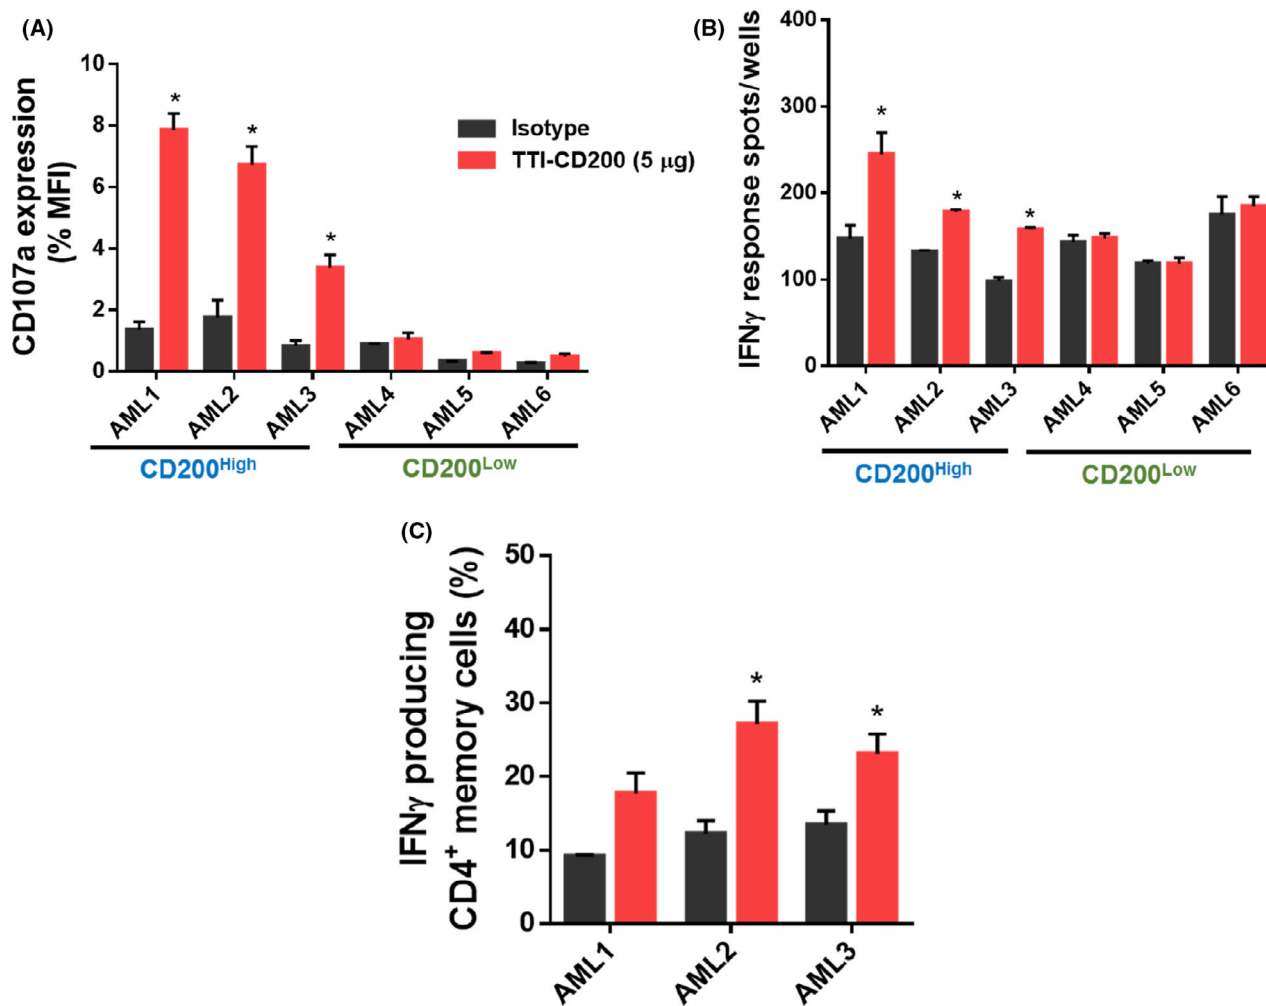 (A)
CD107a expression
(% MFI)
10
8
6
4
2
0
*
*
*
Isotype
TTI-CD200 (5 μg)
AML1
AML2
AML3
AML4
AML5
AML6
CD200High
CD200Low
(B)
IFNγ response spots/wells
400
300
200
100
0
*
*
*
AML1
AML2
AML3
AML4
AML5
AML6
CD200High
CD200Low
(C)
IFNγ producing
CD4+ memory cells (%)
50
40
30
20
10
0
*
*
AML1
AML2
AML3